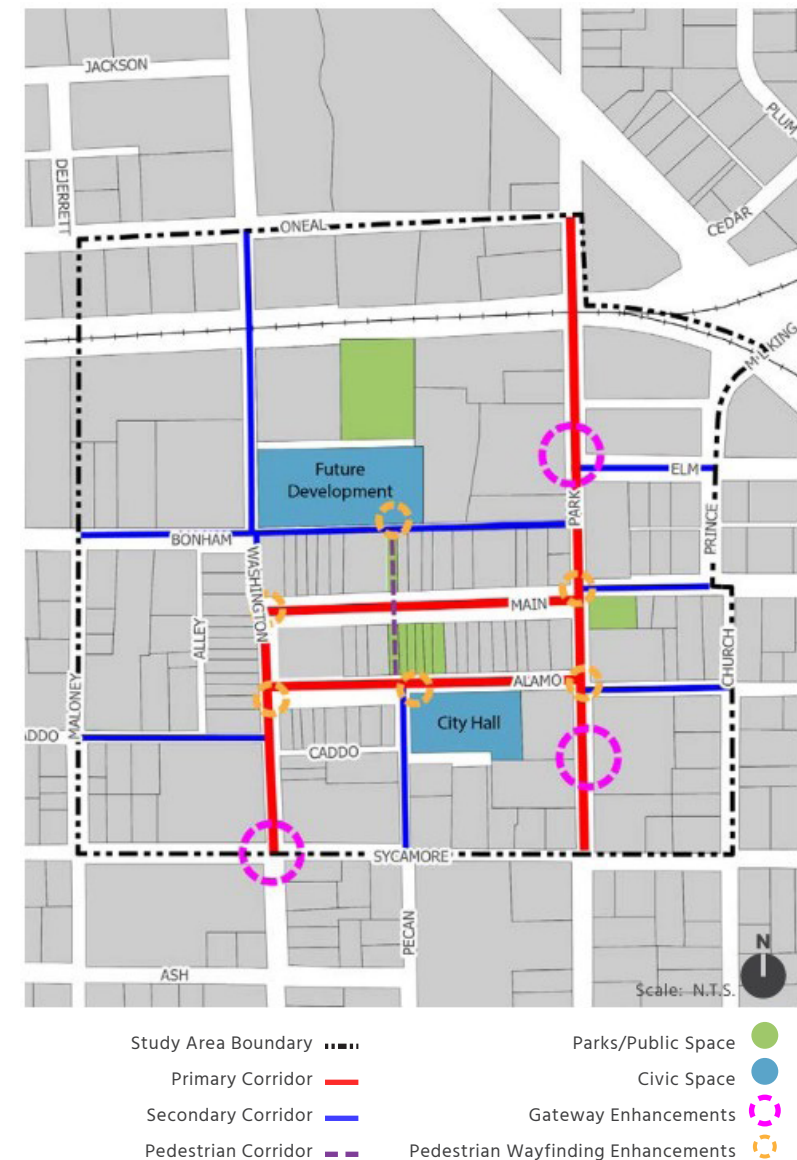 JACKSON
PLUM
DEJERRETT
CEDAR
ONEAL
M L KING
Future
Development
ELM
PARK
PRINCE
BONHAM
WASHINGTON
MAIN
ALLEY
CHURCH
ALAMO
MALONEY
City Hall
ADDO
CADDO
SYCAMORE
PECAN
N
ASH
Scale: N.T.S.
Study Area Boundary
Primary Corridor
Secondary Corridor
Pedestrian Corridor
Parks/Public Space
Civic Space
Gateway Enhancements
Pedestrian Wayfinding Enhancements